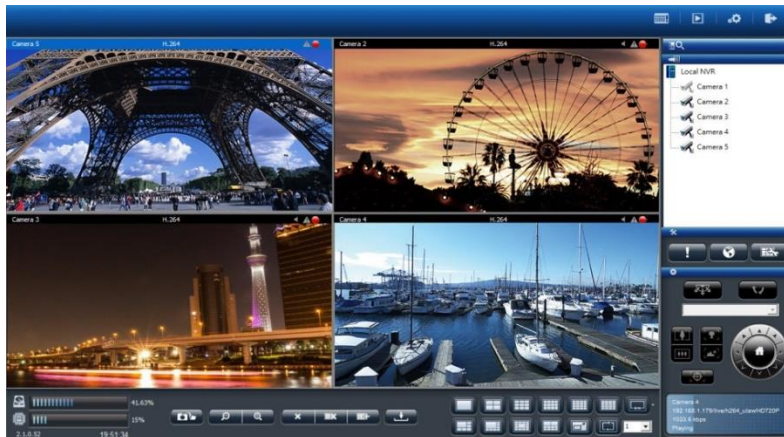 Camera 5 H.264
Camera 2 H.264
Camera 3 H.264
Camera 4 H.264
Local NVR
Camera 1
Camera 2
Camera 3
Camera 4
Camera 5
41.63%
15%
2.1.0.52 19:51:34
1
Camera 4
Playing